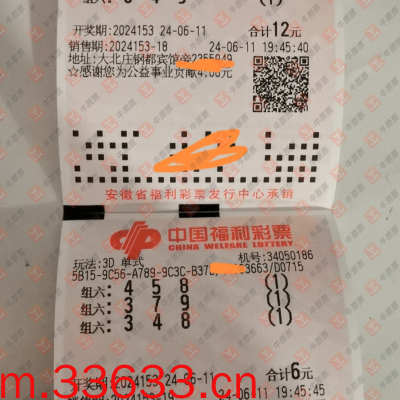 开奖期:2024153 24-06-11 合计12元
销售期:2024153-18 24-06-11 19:45:40
地址:大北庄钢都宾馆旁
☆感谢您为公益事业贡献4.08元
安徽省福利彩票发行中心承销
中国福利彩票
CHINA WELFARE LOTTERY
玩法:3D 单式 机号:34050186
5B15-9C56-A789-9C3C-B37 3663/D0715
组六: 4 5 8 (1)
组六: 3 7 9 (1)
组六: 3 4 8 (1)
开奖期:2024153 24-06-11 合计6元
19:45:45
m.33633.cn